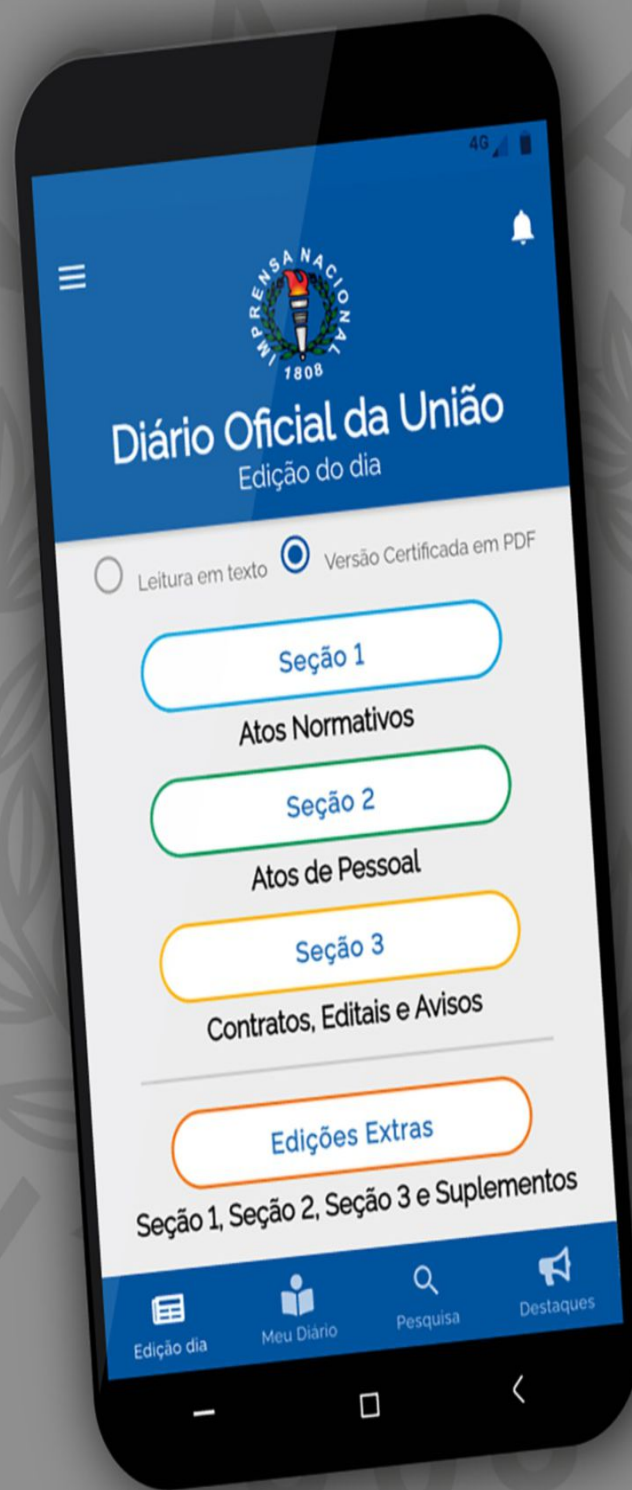 4G
IMPRENSA NACIONAL
1808
Diário Oficial da União
Edição do dia
Leitura em texto Versão Certificada em PDF
Seção 1
Atos Normativos
Seção 2
Atos de Pessoal
Seção 3
Contratos, Editais e Avisos
Edições Extras
Seção 1, Seção 2, Seção 3 e Suplementos
Edição dia Meu Diário Pesquisa Destaques